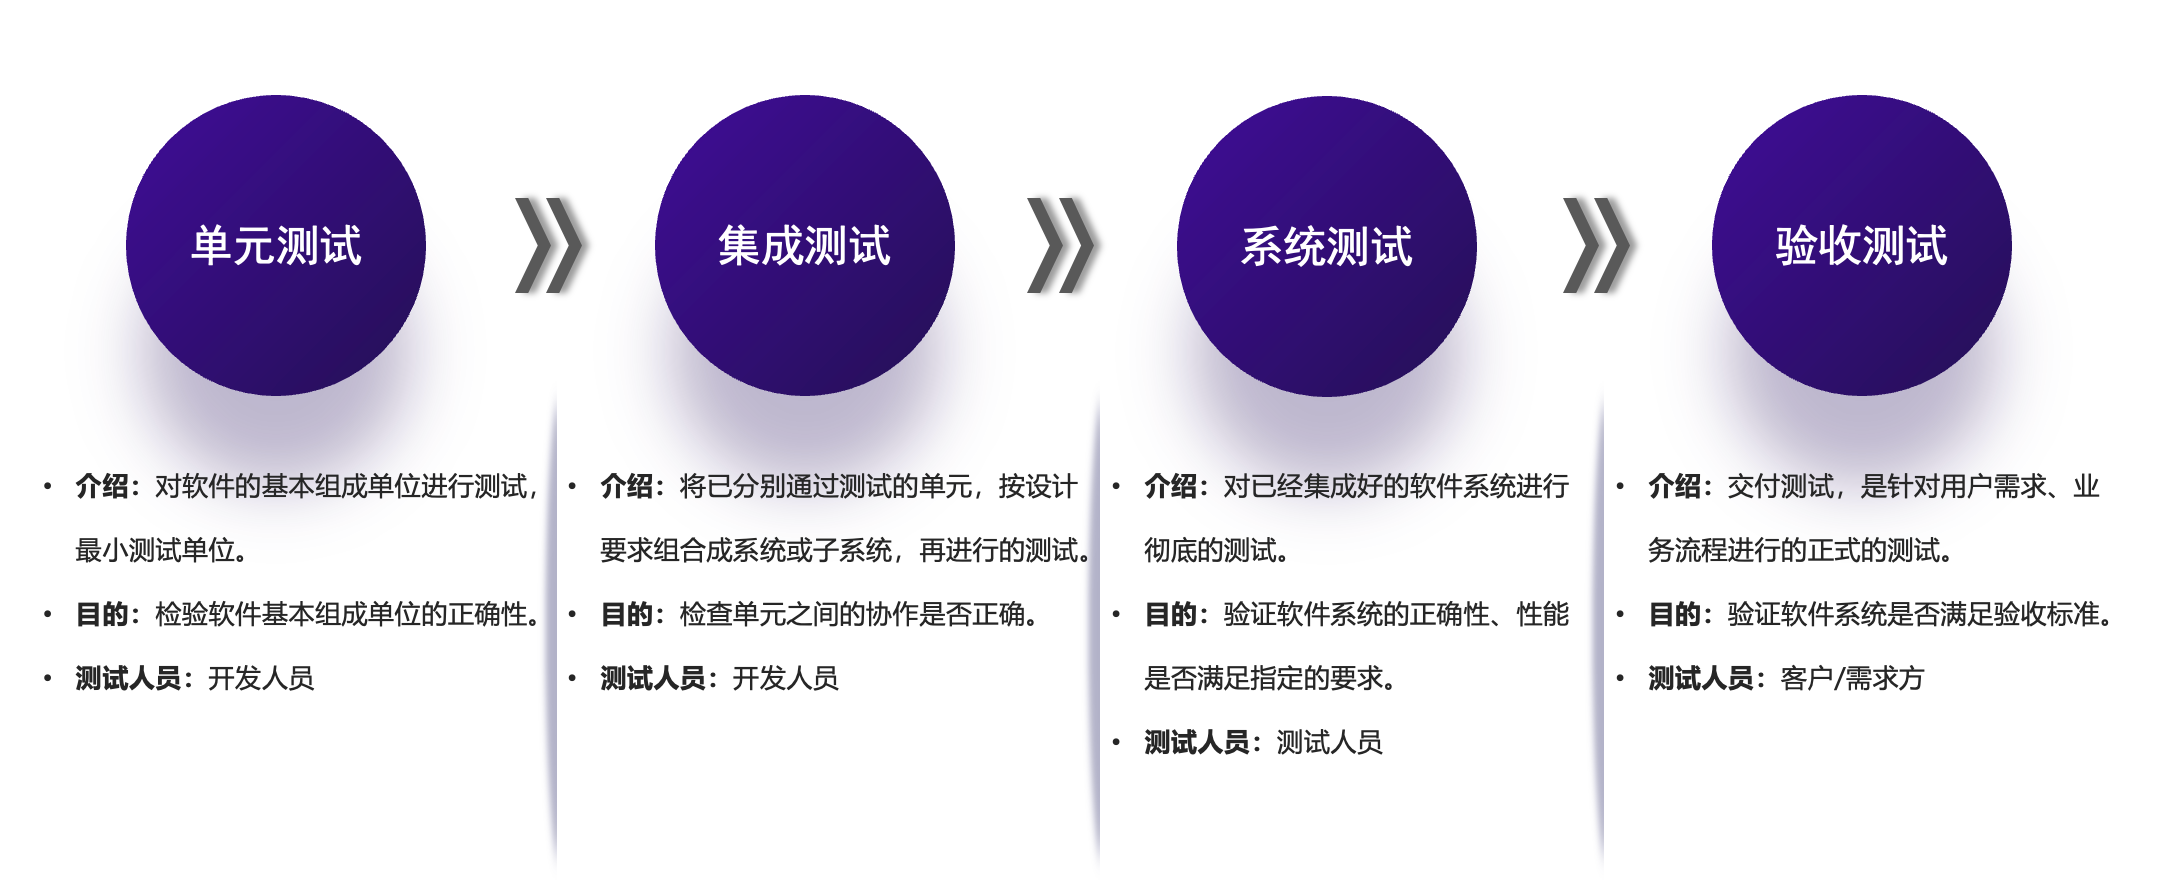 单元测试
集成测试
系统测试
验收测试
• 介绍：对软件的基本组成单位进行测试，
最小测试单位。
• 目的：检验软件基本组成单位的正确性。
• 测试人员：开发人员
• 介绍：将已分别通过测试的单元，按设计
要求组合成系统或子系统，再进行的测试。
• 目的：检查单元之间的协作是否正确。
• 测试人员：开发人员
• 介绍：对已经集成好的软件系统进行
彻底的测试。
• 目的：验证软件系统的正确性、性能
是否满足指定的要求。
• 测试人员：测试人员
• 介绍：交付测试，是针对用户需求、业
务流程进行的正式的测试。
• 目的：验证软件系统是否满足验收标准。
• 测试人员：客户/需求方